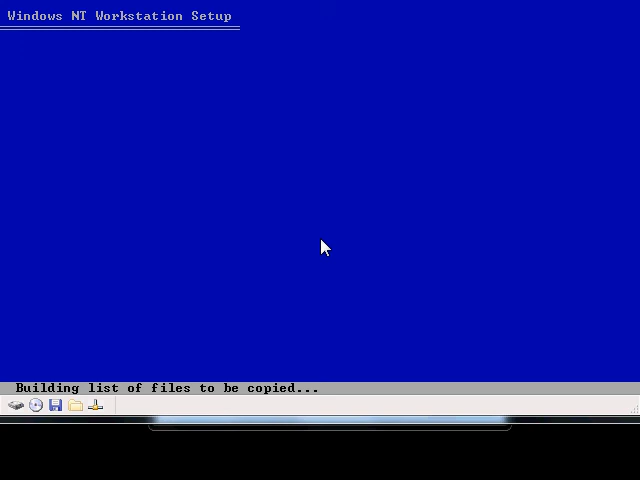 Windows NT Workstation Setup
Building list of files to be copied...